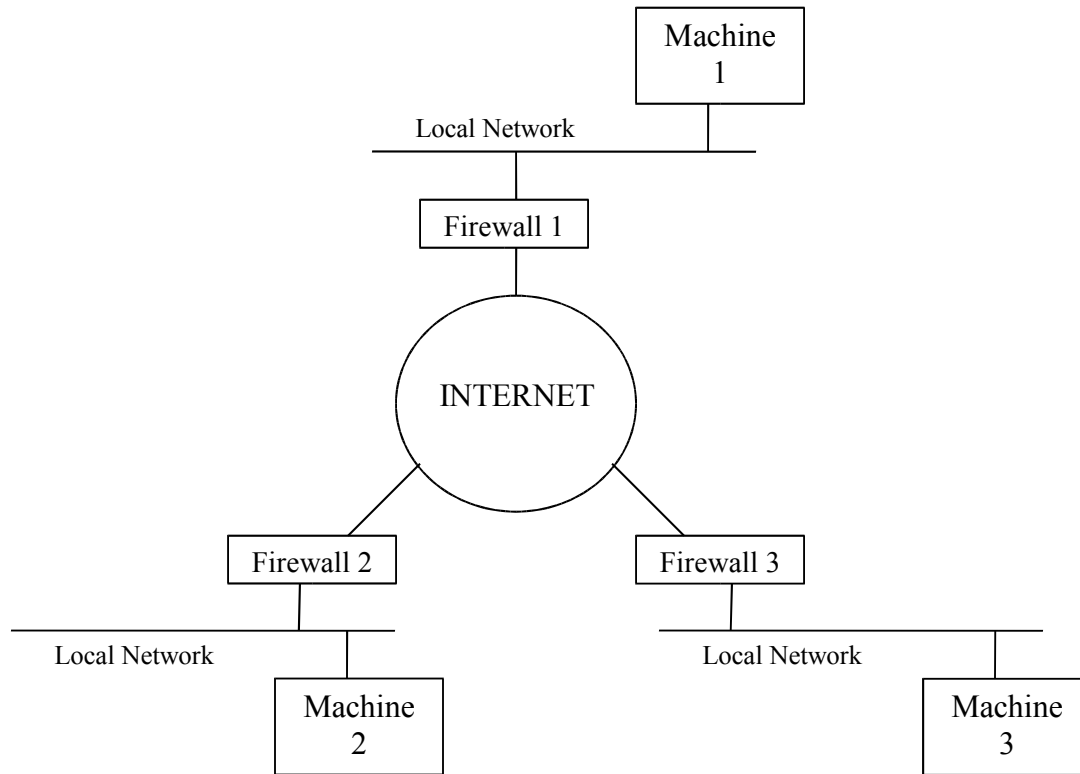 Machine
1
Local Network
Firewall 1
INTERNET
Firewall 2
Firewall 3
Local Network
Local Network
Machine
2
Machine
3